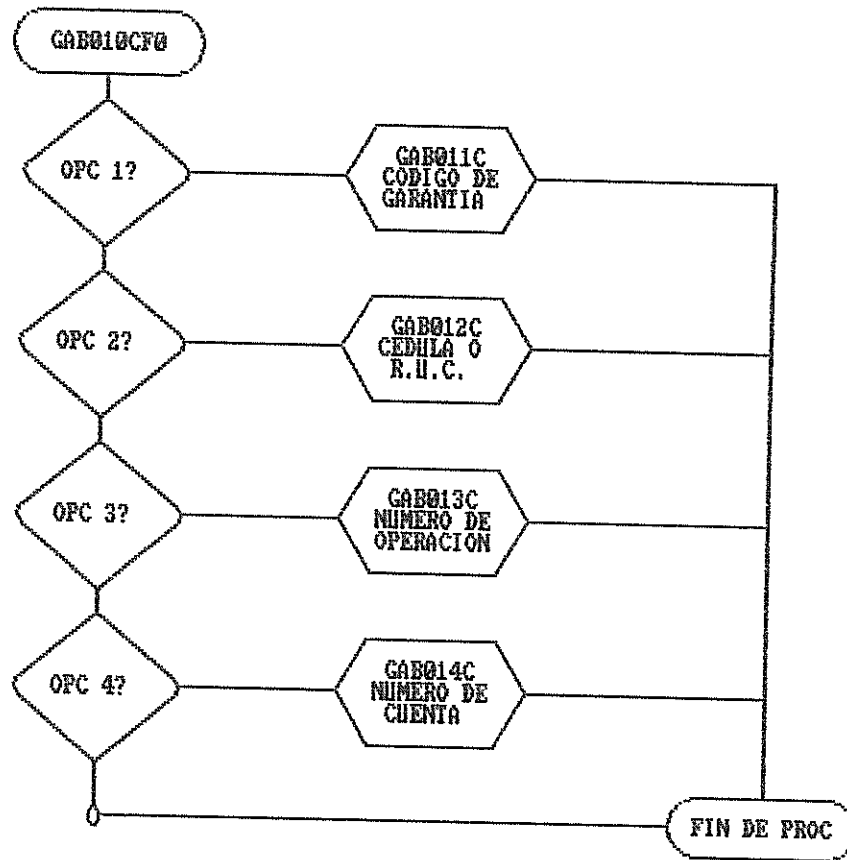 GAB010CF0
OPC 1?
GAB011C
CODIGO DE
GARANTIA
OPC 2?
GAB012C
CEDULA O
R.U.C.
OPC 3?
GAB013C
NUMERO DE
OPERACION
OPC 4?
GAB014C
NUMERO DE
CUENTA
FIN DE PROC